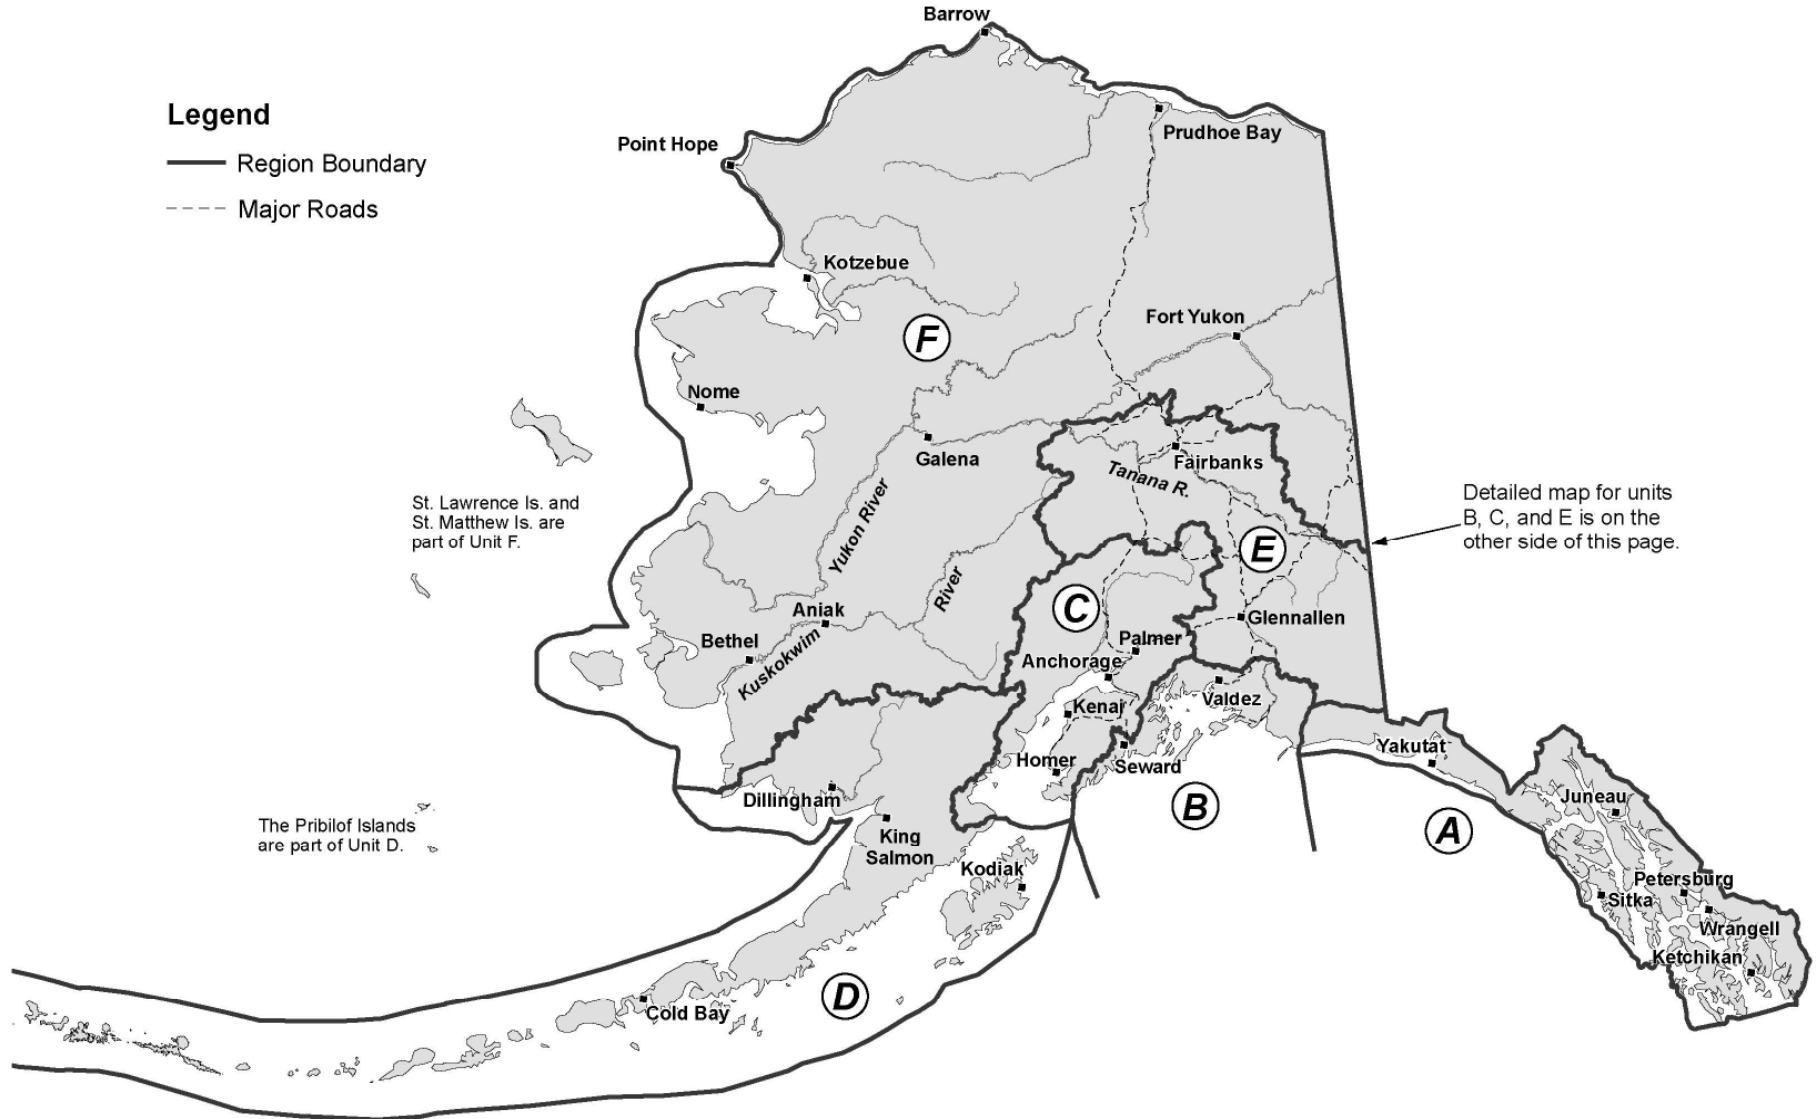 Barrow
Legend
Region Boundary
Major Roads
Point Hope
Prudhoe Bay
Kotzebue
Fort Yukon
F
Nome
Galena
Fairbanks
Tanana R.
St. Lawrence Is. and
St. Matthew Is. are
part of Unit F.
Detailed map for units
B, C, and E is on the
other side of this page.
Yukon River
E
River
C
Aniak
Glennallen
Bethel
Kuskokwim
Palmer
Anchorage
Kenai
Valdez
Yakutat
Homer
Seward
Dillingham
B
Juneau
The Pribilof Islands
are part of Unit D.
King
Salmon
A
Kodiak
Petersburg
Sitka
Wrangell
Ketchikan
D
Cold Bay